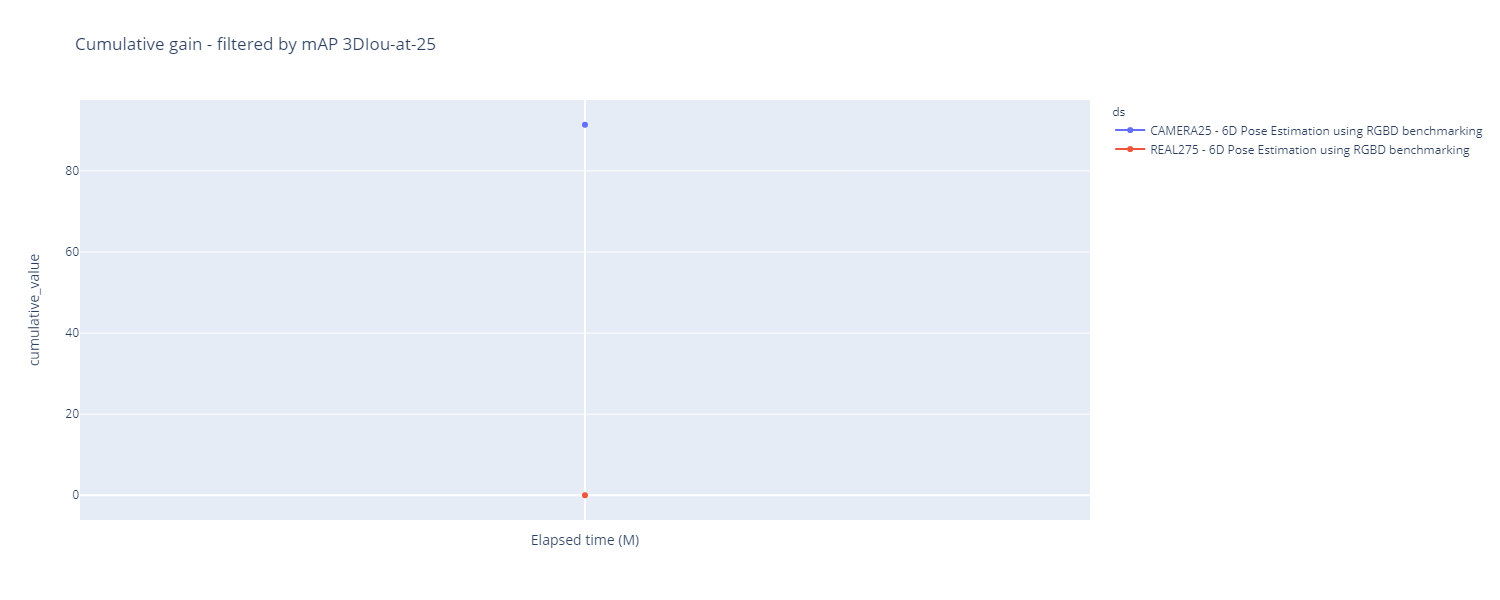 Cumulative gain - filtered by mAP 3DIou-at-25
ds
CAMERA25 - 6D Pose Estimation using RGBD benchmarking
REAL275 - 6D Pose Estimation using RGBD benchmarking
80
60
40
20
0
cumulative_value
Elapsed time (M)